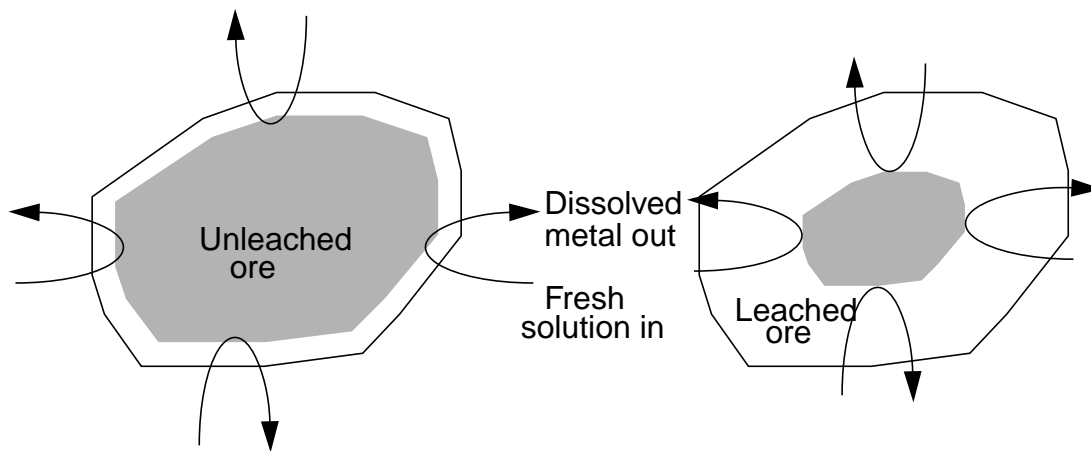 Unleached
ore
Dissolved
metal out
Fresh
solution in
Leached
ore